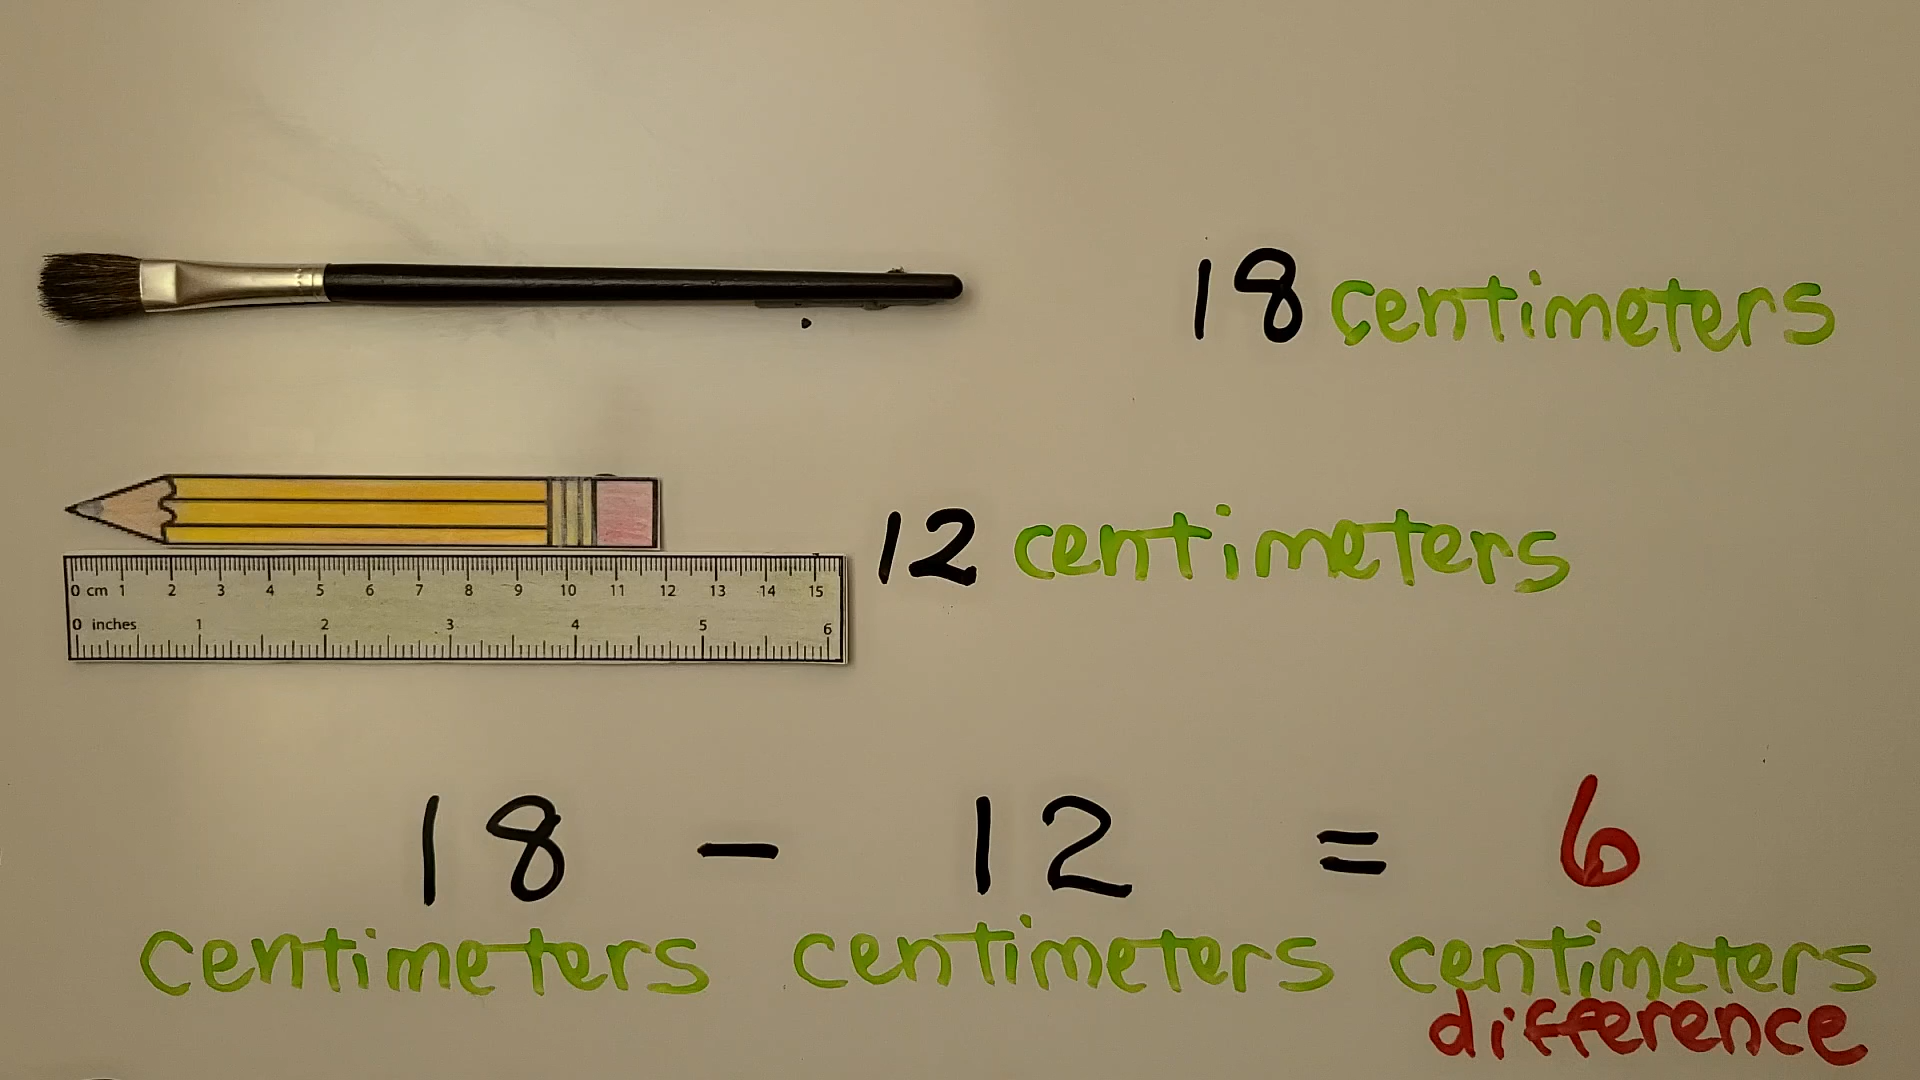 18 centimeters
12 centimeters
0 cm 1 2 3 4 5 6 7 8 9 10 11 12 13 14 15
0 inches 1 2 3 4 5 6
18 - 12 = 6
centimeters centimeters centimeters
difference